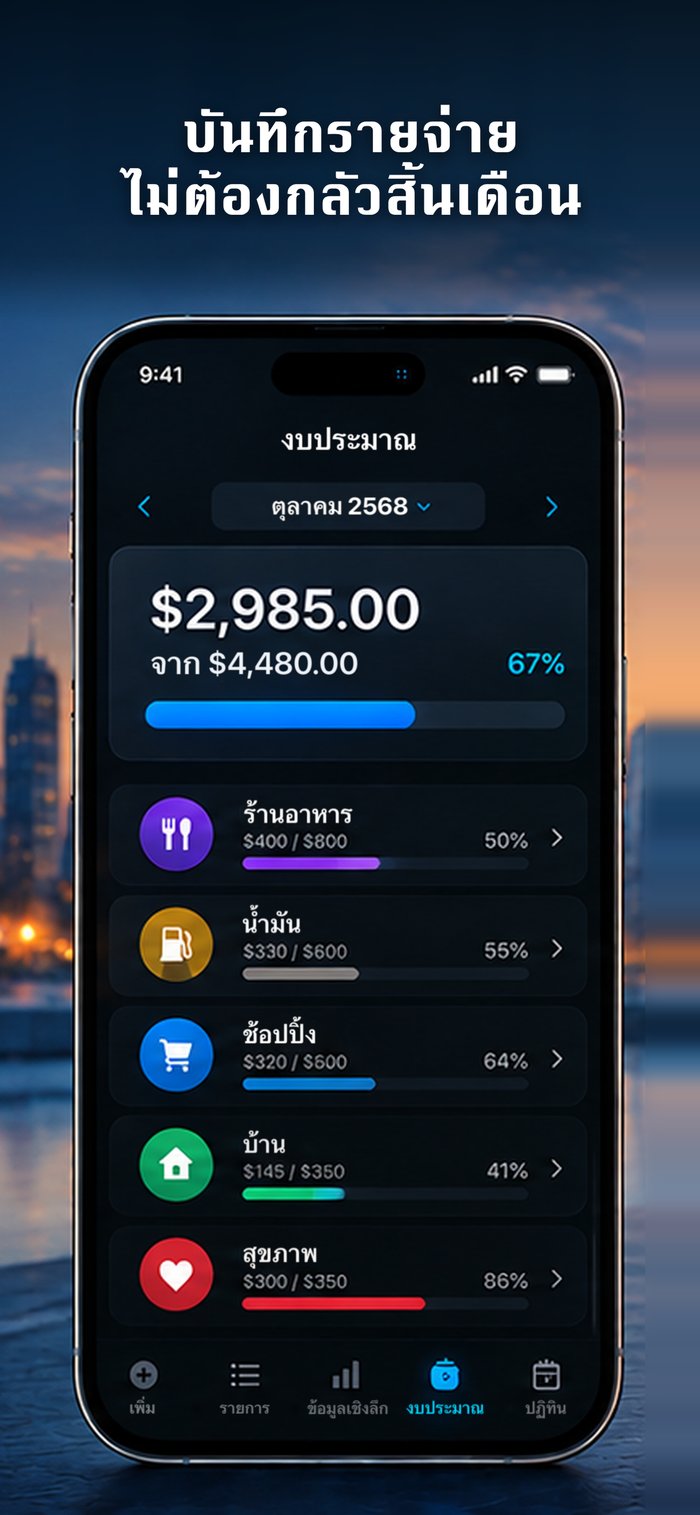 บันทึกรายจ่าย
ไม่ต้องกลัวสิ้นเดือน
9:41
งบประมาณ
ตุลาคม 2568
$2,985.00
จาก $4,480.00
67%
ร้านอาหาร
$400 / $800
50%
น้ำมัน
$330 / $600
55%
ช้อปปิ้ง
$320 / $600
64%
บ้าน
$145 / $350
41%
สุขภาพ
$300 / $350
86%
เพิ่ม
รายการ
ข้อมูลเชิงลึก
งบประมาณ
ปฏิทิน